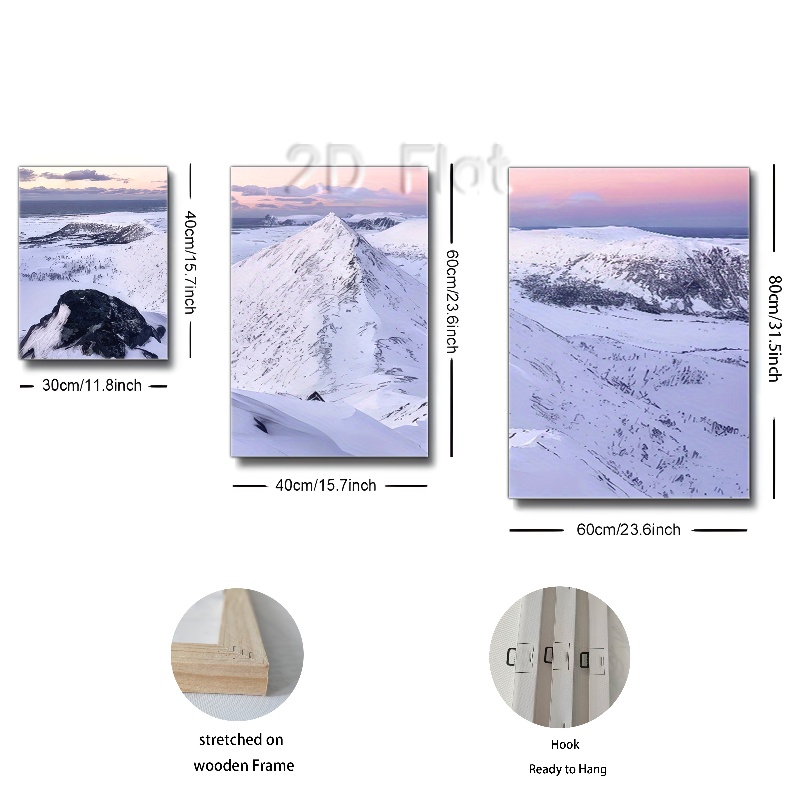 2D Flat
40cm/15.7inch
30cm/11.8inch
60cm/23.6inch
40cm/15.7inch
80cm/31.5inch
60cm/23.6inch
stretched on
wooden Frame
Hook
Ready to Hang